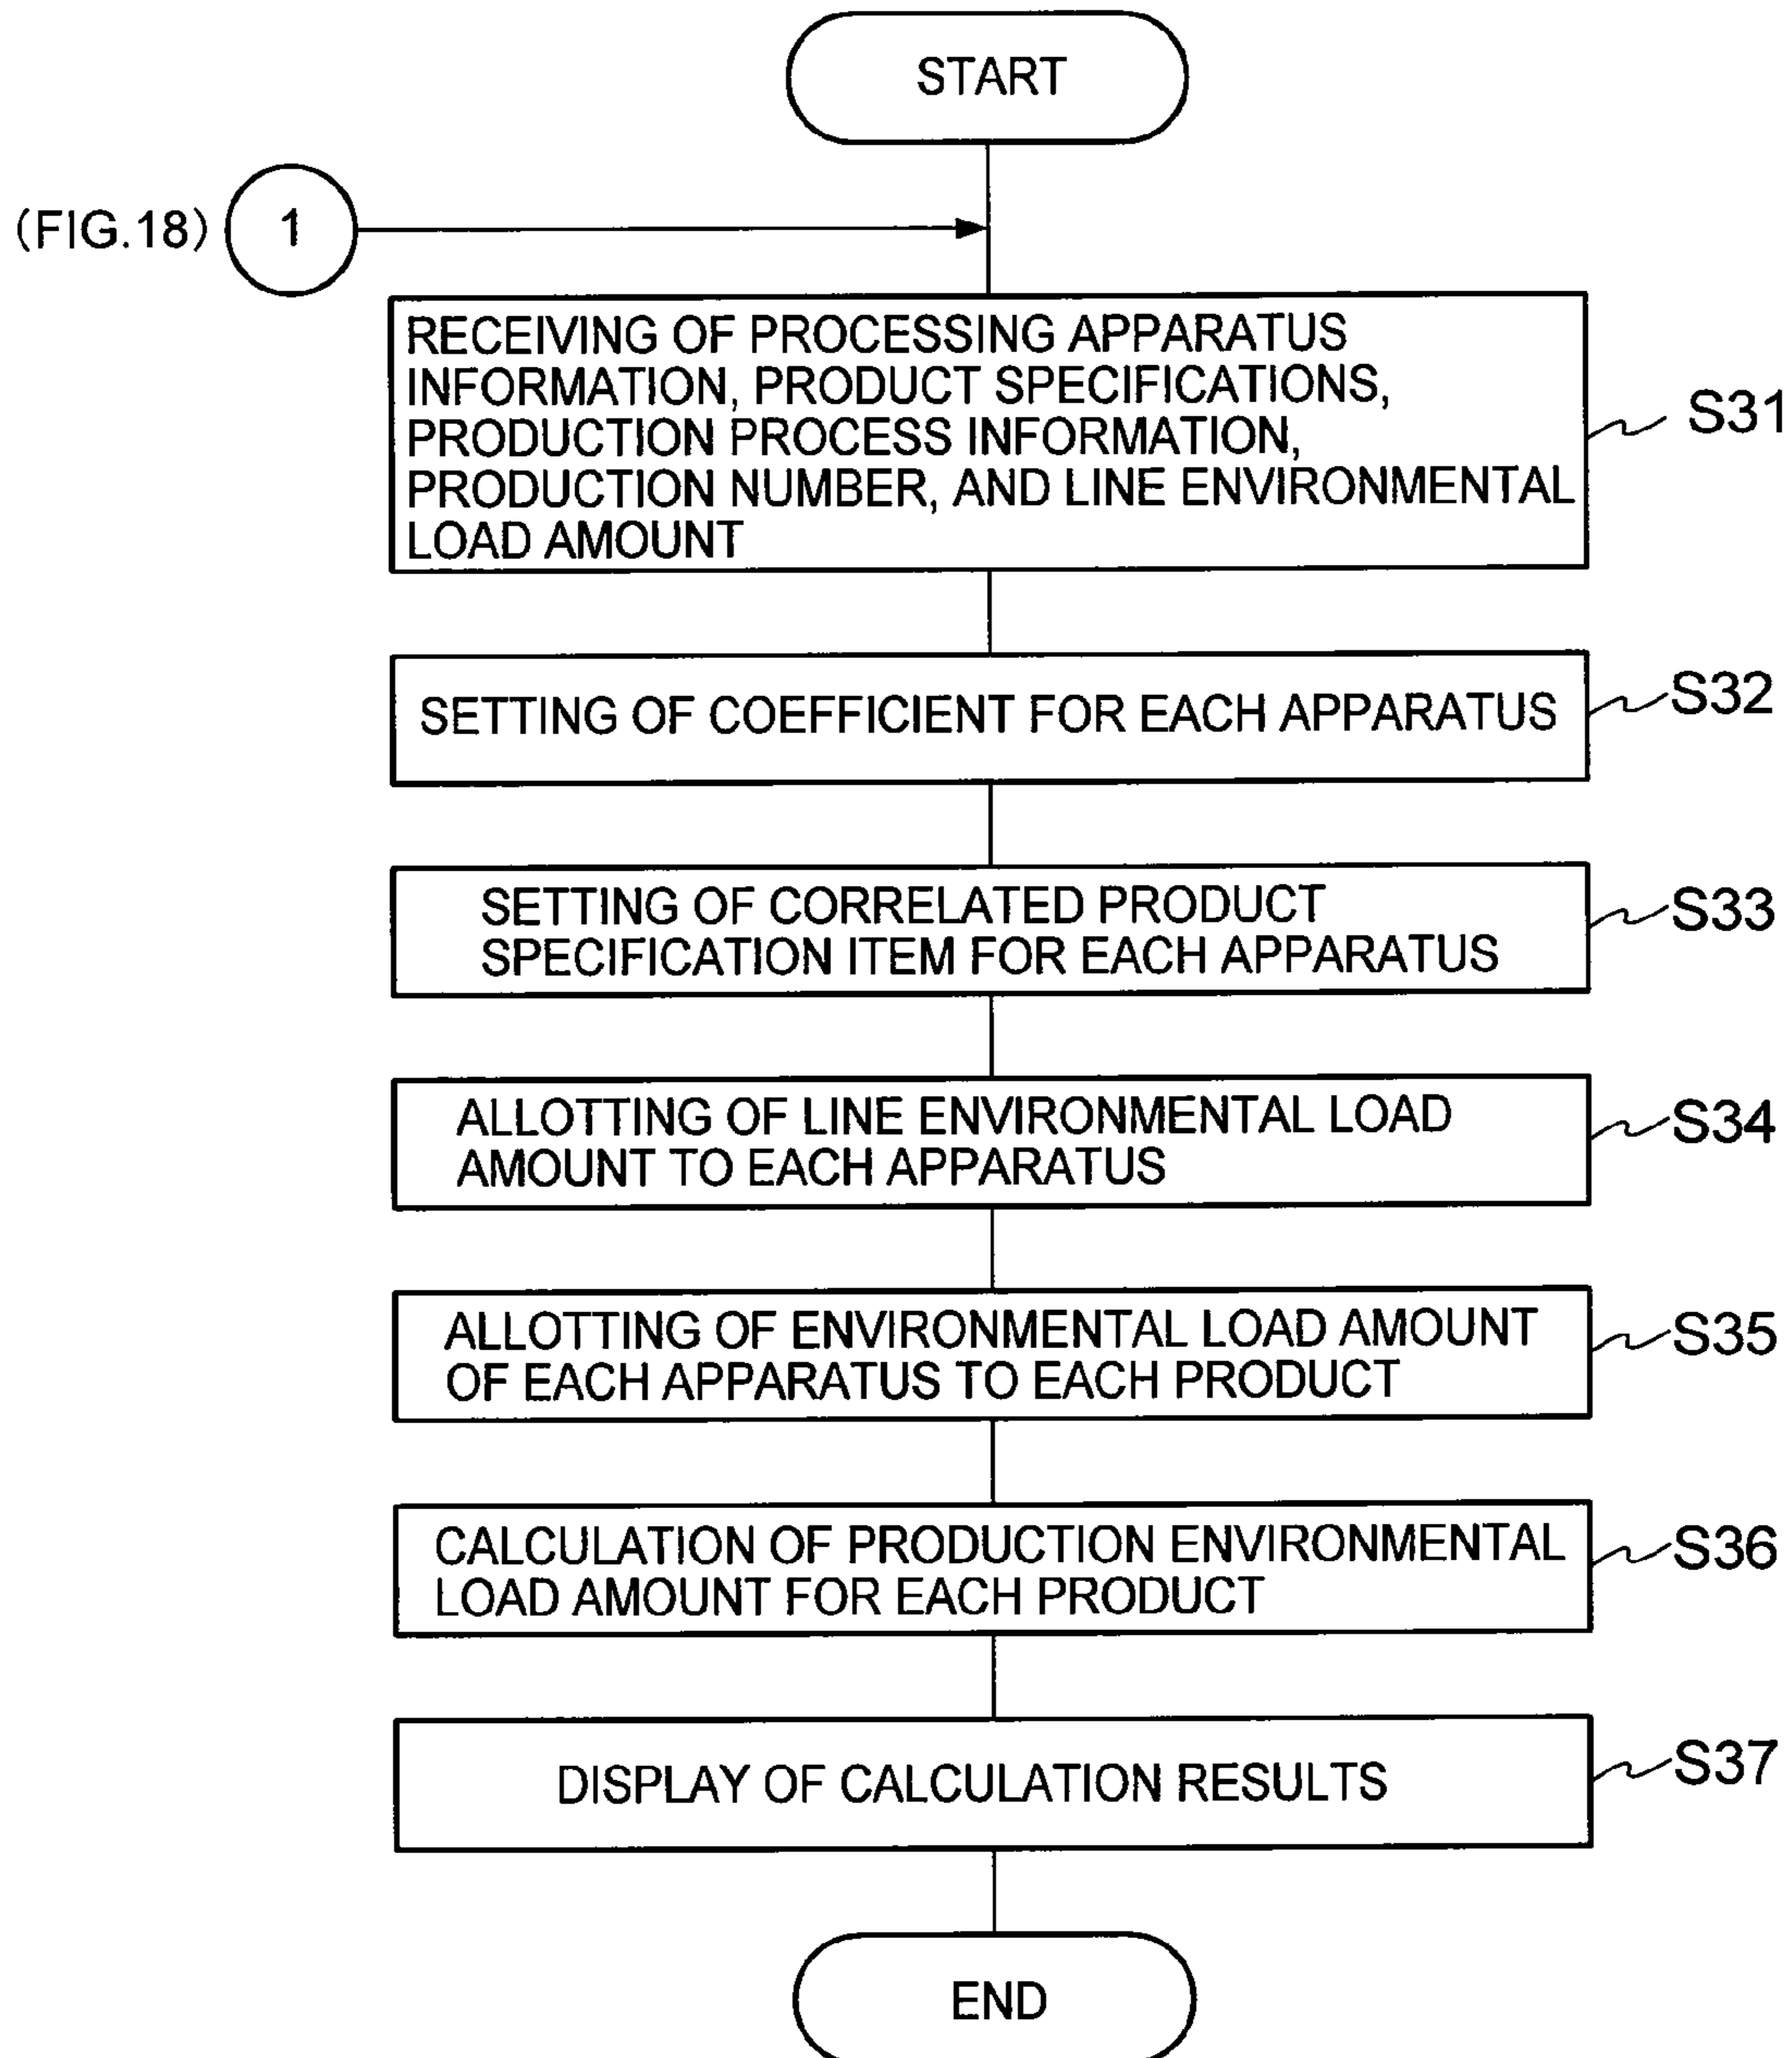 START
(FIG.18) 1
RECEIVING OF PROCESSING APPARATUS
INFORMATION, PRODUCT SPECIFICATIONS,
PRODUCTION PROCESS INFORMATION,
PRODUCTION NUMBER, AND LINE ENVIRONMENTAL
LOAD AMOUNT
S31
SETTING OF COEFFICIENT FOR EACH APPARATUS
S32
SETTING OF CORRELATED PRODUCT
SPECIFICATION ITEM FOR EACH APPARATUS
S33
ALLOTTING OF LINE ENVIRONMENTAL LOAD
AMOUNT TO EACH APPARATUS
S34
ALLOTTING OF ENVIRONMENTAL LOAD AMOUNT
OF EACH APPARATUS TO EACH PRODUCT
S35
CALCULATION OF PRODUCTION ENVIRONMENTAL
LOAD AMOUNT FOR EACH PRODUCT
S36
DISPLAY OF CALCULATION RESULTS
S37
END